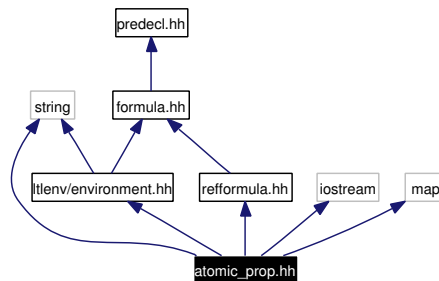 predecl.hh
string
formula.hh
ltlenv/environment.hh
refformula.hh
iostream
map
atomic_prop.hh